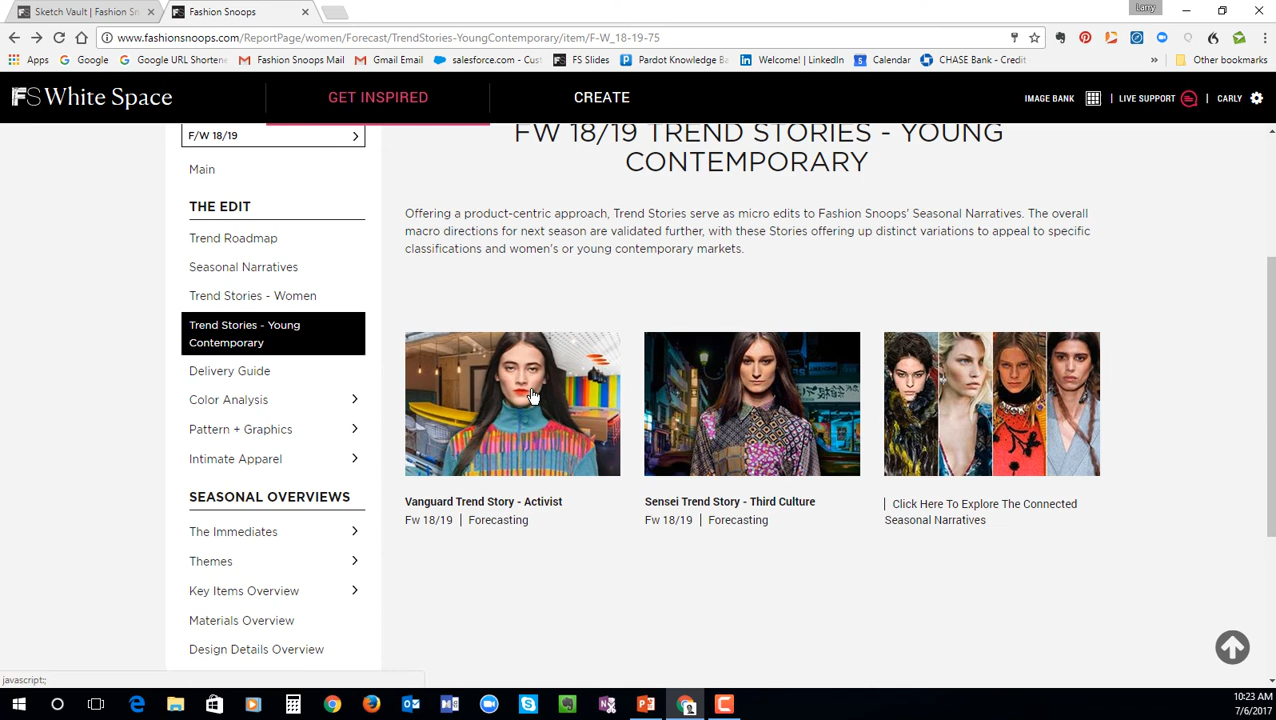 Larry
Sketch Vault | Fashion Sn
FS Fashion Snoops
www.fashionsnoops.com/ReportPage/women/Forecast/TrendStories-YoungContemporary/item/F-W_18-19-75
Apps Google Google URL Shortene Fashion Snoops Mail Gmail Email salesforce.com - Cust FS Slides Pardot Knowledge Ba Welcome! | LinkedIn Calendar CHASE Bank - Credit » Other bookmarks
FS White Space GET INSPIRED CREATE IMAGE BANK | LIVE SUPPORT | CARLY
F/W 18/19
Main
THE EDIT
Trend Roadmap
Seasonal Narratives
Trend Stories - Women
Trend Stories - Young
Contemporary
Delivery Guide
Color Analysis
Pattern + Graphics
Intimate Apparel
SEASONAL OVERVIEWS
The Immediates
Themes
Key Items Overview
Materials Overview
Design Details Overview
FW 18/19 TREND STORIES - YOUNG
CONTEMPORARY
Offering a product-centric approach, Trend Stories serve as micro edits to Fashion Snoops' Seasonal Narratives. The overall
macro directions for next season are validated further, with these Stories offering up distinct variations to appeal to specific
classifications and women's or young contemporary markets.
Vanguard Trend Story - Activist
Fw 18/19 | Forecasting
Sensei Trend Story - Third Culture
Fw 18/19 | Forecasting
| Click Here To Explore The Connected
Seasonal Narratives
javascript:;
10:23 AM
7/6/2017